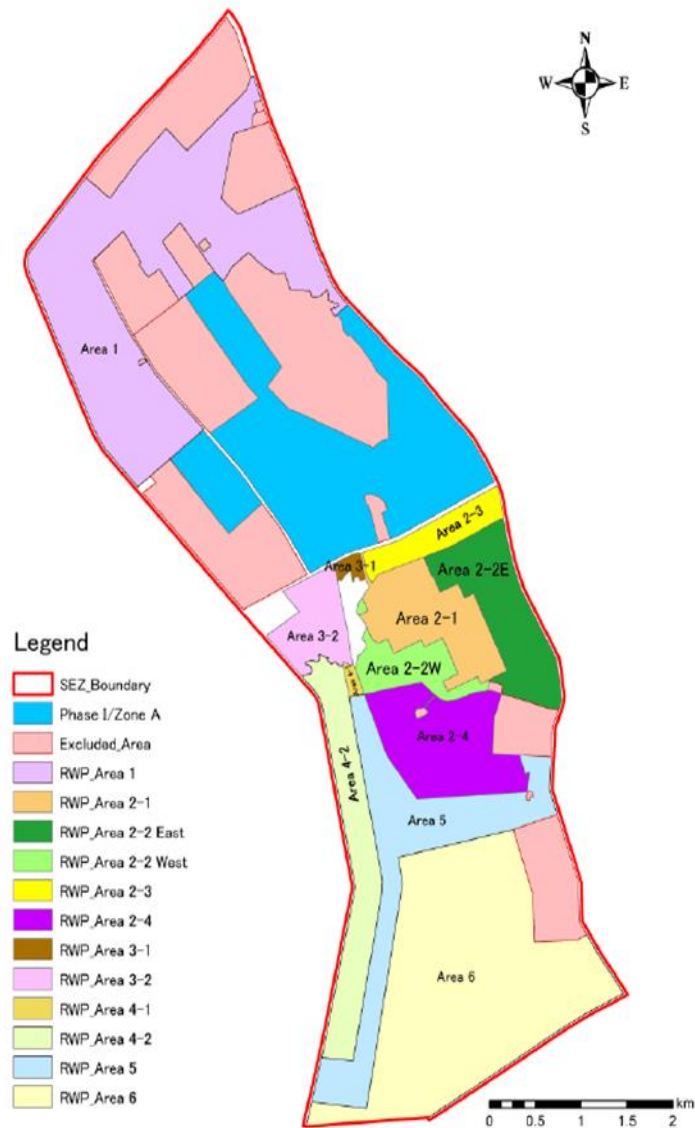 N
W E
S
Area 1
Area 2-3
Area 3-1
Area 2-2E
Area 2-1
Area 3-2
Area 2-2W
Area 4-2
Area 2-4
Area 5
Area 6
Legend
SEZ_Boundary
Phase I/Zone A
Excluded_Area
RWP_Area 1
RWP_Area 2-1
RWP_Area 2-2 East
RWP_Area 2-2 West
RWP_Area 2-3
RWP_Area 2-4
RWP_Area 3-1
RWP_Area 3-2
RWP_Area 4-1
RWP_Area 4-2
RWP_Area 5
RWP_Area 6
km
0 0.5 1 1.5 2